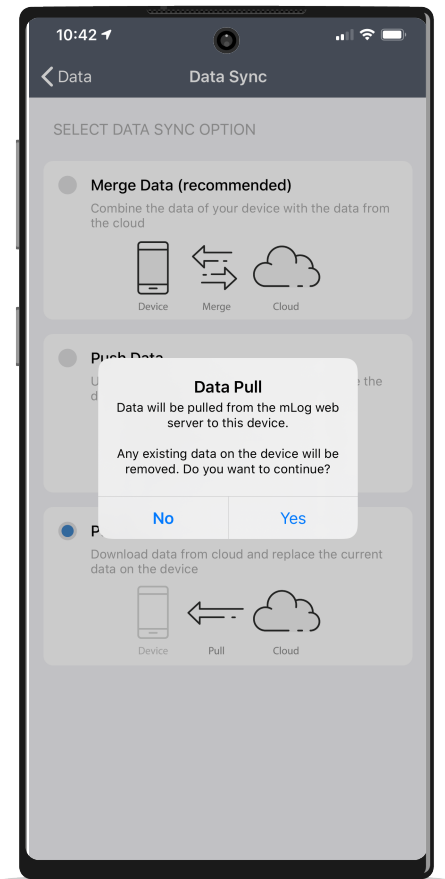 10:42
Data
Data Sync
SELECT DATA SYNC OPTION
Merge Data (recommended)
Combine the data of your device with the data from
the cloud
Device
Merge
Cloud
Push Data
the
Data Pull
Data will be pulled from the mLog web
server to this device.
Any existing data on the device will be
removed. Do you want to continue?
No
Yes
Download data from cloud and replace the current
data on the device
Device
Pull
Cloud